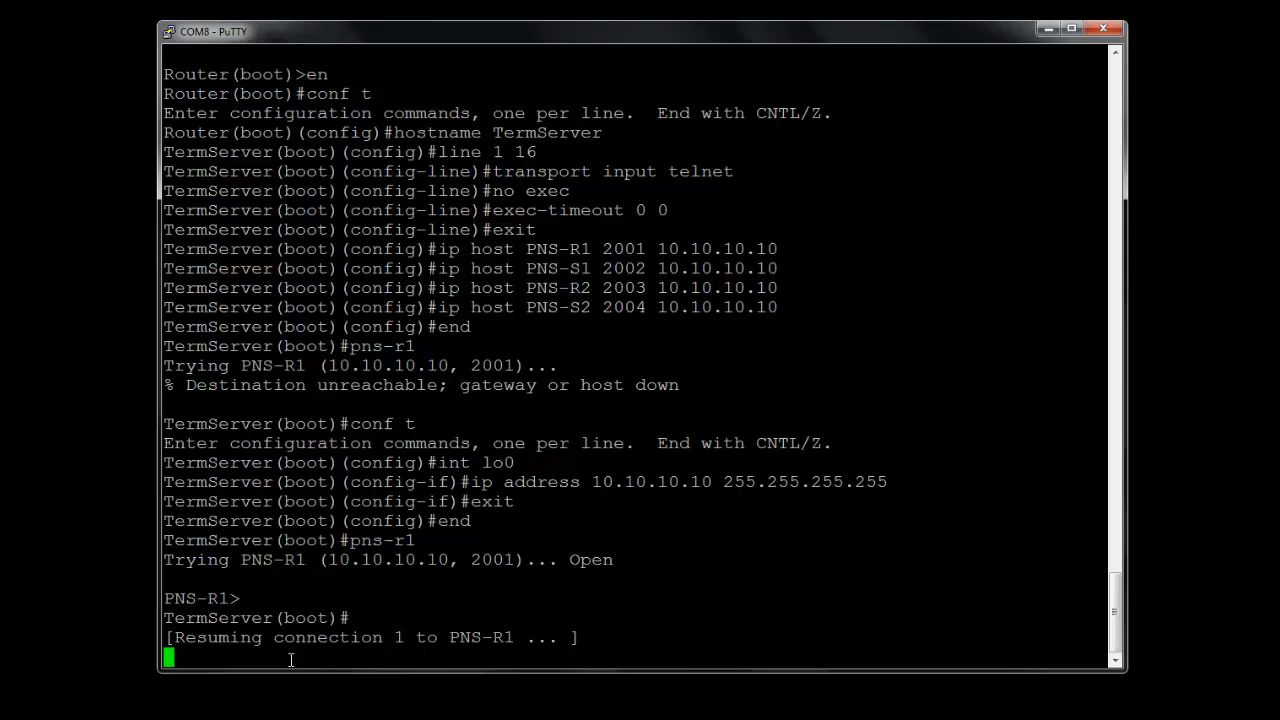 COM8 - PuTTY
Router(boot)>en
Router(boot)#conf t
Enter configuration commands, one per line.  End with CNTL/Z.
Router(boot)(config)#hostname TermServer
TermServer(boot)(config)#line 1 16
TermServer(boot)(config-line)#transport input telnet
TermServer(boot)(config-line)#no exec
TermServer(boot)(config-line)#exec-timeout 0 0
TermServer(boot)(config-line)#exit
TermServer(boot)(config)#ip host PNS-R1 2001 10.10.10.10
TermServer(boot)(config)#ip host PNS-S1 2002 10.10.10.10
TermServer(boot)(config)#ip host PNS-R2 2003 10.10.10.10
TermServer(boot)(config)#ip host PNS-S2 2004 10.10.10.10
TermServer(boot)(config)#end
TermServer(boot)#pns-r1
Trying PNS-R1 (10.10.10.10, 2001)...
% Destination unreachable; gateway or host down
TermServer(boot)#conf t
Enter configuration commands, one per line.  End with CNTL/Z.
TermServer(boot)(config)#int lo0
TermServer(boot)(config-if)#ip address 10.10.10.10 255.255.255.255
TermServer(boot)(config-if)#exit
TermServer(boot)(config)#end
TermServer(boot)#pns-r1
Trying PNS-R1 (10.10.10.10, 2001)... Open
PNS-R1>
TermServer(boot)#
[Resuming connection 1 to PNS-R1 ... ]